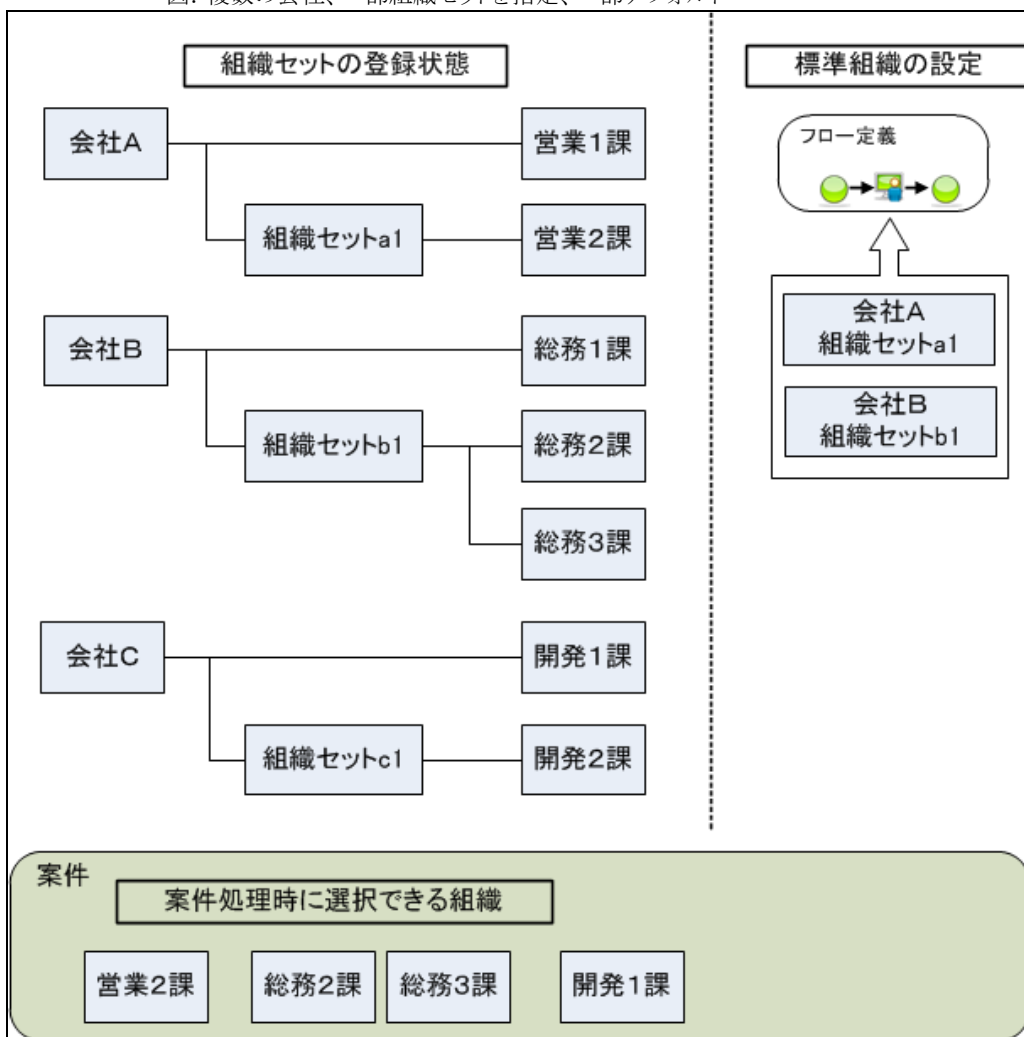 組織セットの登録状態
標準組織の設定
会社A
営業1課
組織セットa1
営業2課
会社B
総務1課
組織セットb1
総務2課
総務3課
会社C
開発1課
組織セットc1
開発2課
フロー定義
会社A
組織セットa1
会社B
組織セットb1
案件
案件処理時に選択できる組織
営業2課
総務2課
総務3課
開発1課